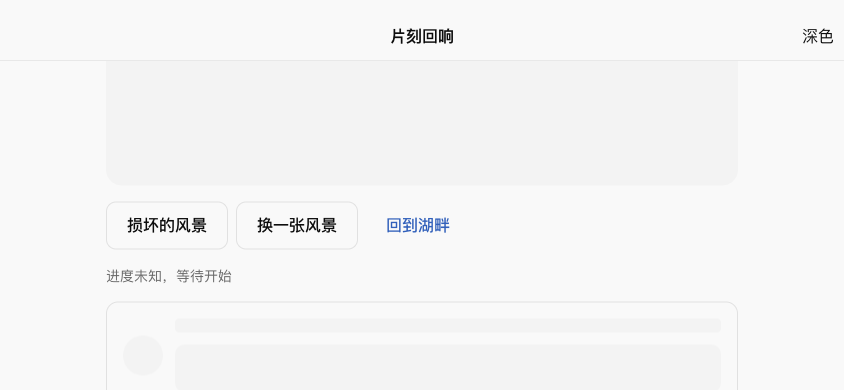 片刻回响
深色
损坏的风景
换一张风景
回到湖畔
进度未知，等待开始